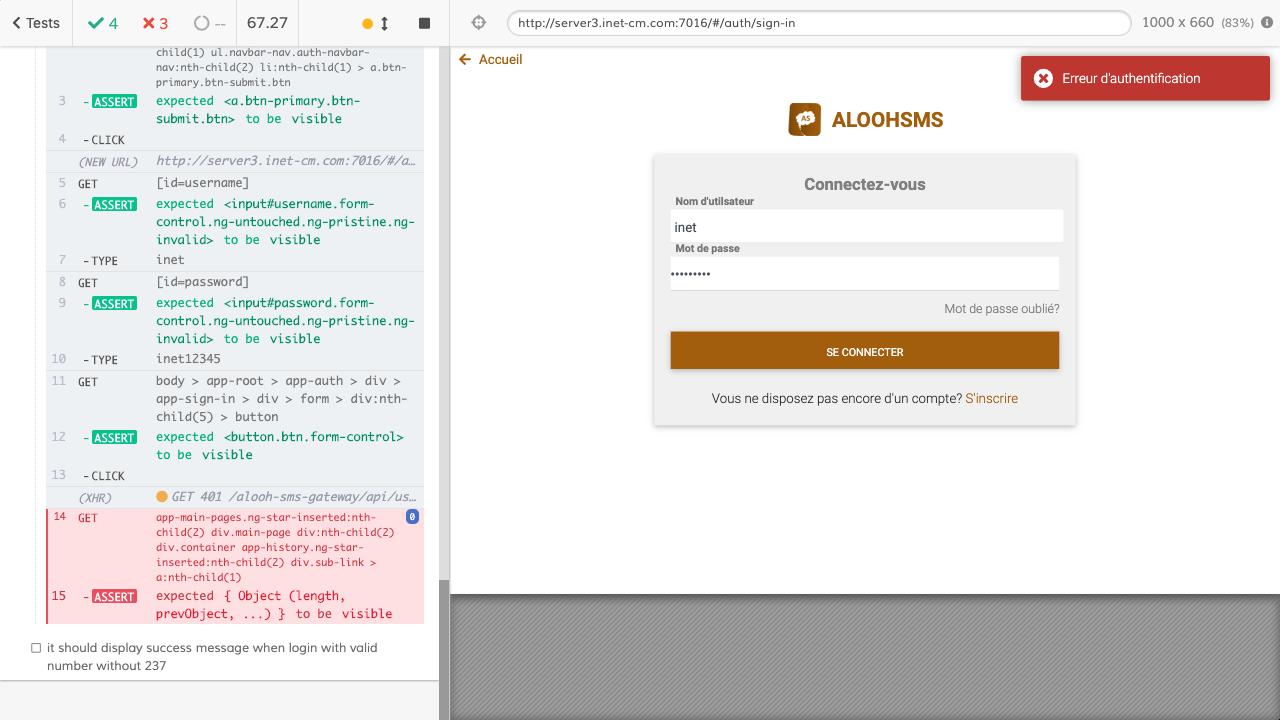 Tests
4
3
--
67.27
http://server3.inet-cm.com:7016/#/auth/sign-in
1000 x 660 (83%)
child(1) ul.navbar-nav.auth-navbar-
nav:nth-child(2) li:nth-child(1) > a.btn-
primary.btn-submit.btn
3 -ASSERT expected <a.btn-primary.btn-
submit.btn> to be visible
4 -CLICK
(NEW URL) http://server3.inet-cm.com:7016/#/a…
5 GET [id=username]
6 -ASSERT expected <input#username.form-
control.ng-untouched.ng-pristine.ng-
invalid> to be visible
7 -TYPE inet
8 GET [id=password]
9 -ASSERT expected <input#password.form-
control.ng-untouched.ng-pristine.ng-
invalid> to be visible
10 -TYPE inet12345
11 GET body > app-root > app-auth > div >
app-sign-in > div > form > div:nth-
child(5) > button
12 -ASSERT expected <button.btn.form-control>
to be visible
13 -CLICK
(XHR) GET 401 /alooh-sms-gateway/api/us…
14 GET app-main-pages.ng-star-inserted:nth- 0
child(2) div.main-page div:nth-child(2)
div.container app-history.ng-star-
inserted:nth-child(2) div.sub-link >
a:nth-child(1)
15 -ASSERT expected { Object (length,
prevObject, ...) } to be visible
it should display success message when login with valid
number without 237
Accueil
Erreur d'authentification
AS
ALOOHSMS
Connectez-vous
Nom d'utilsateur
inet
Mot de passe
•••••••••
Mot de passe oublié?
SE CONNECTER
Vous ne disposez pas encore d'un compte? S'inscrire